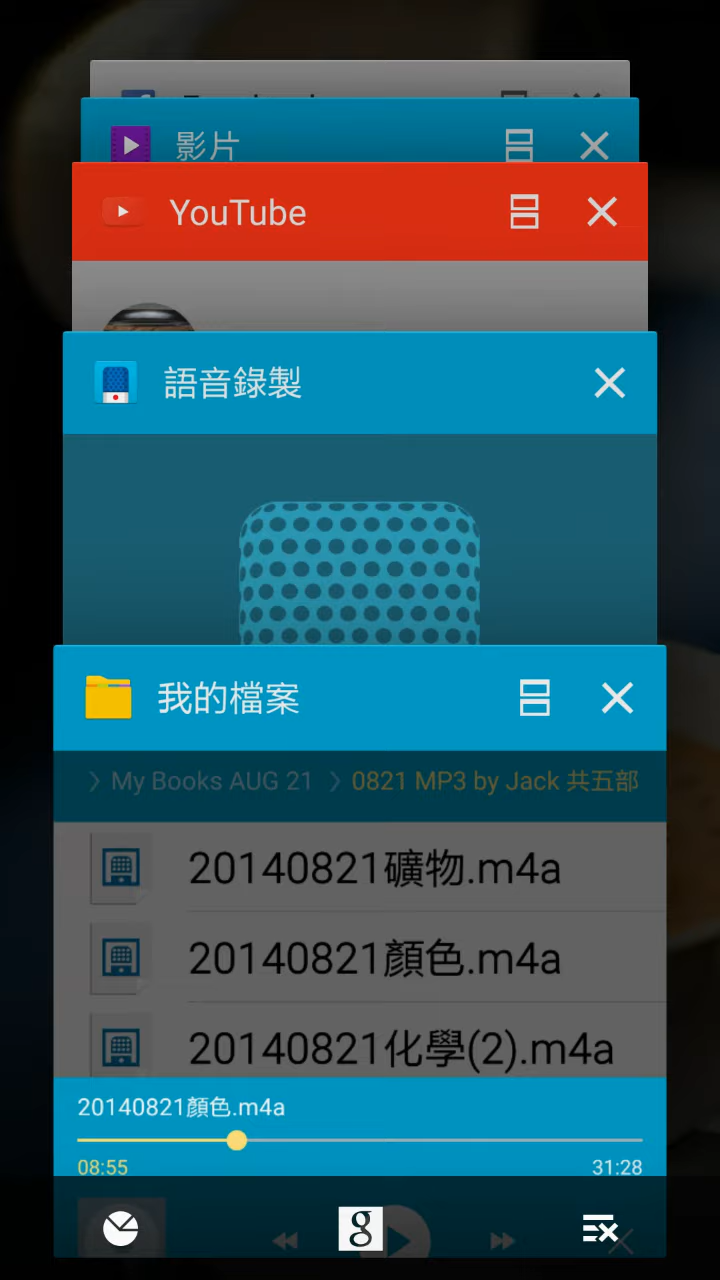 影片
YouTube
語音錄製
我的檔案
My Books AUG 21
0821 MP3 by Jack 共五部
20140821礦物.m4a
20140821顏色.m4a
20140821化學(2).m4a
20140821顏色.m4a
08:55 31:28
g